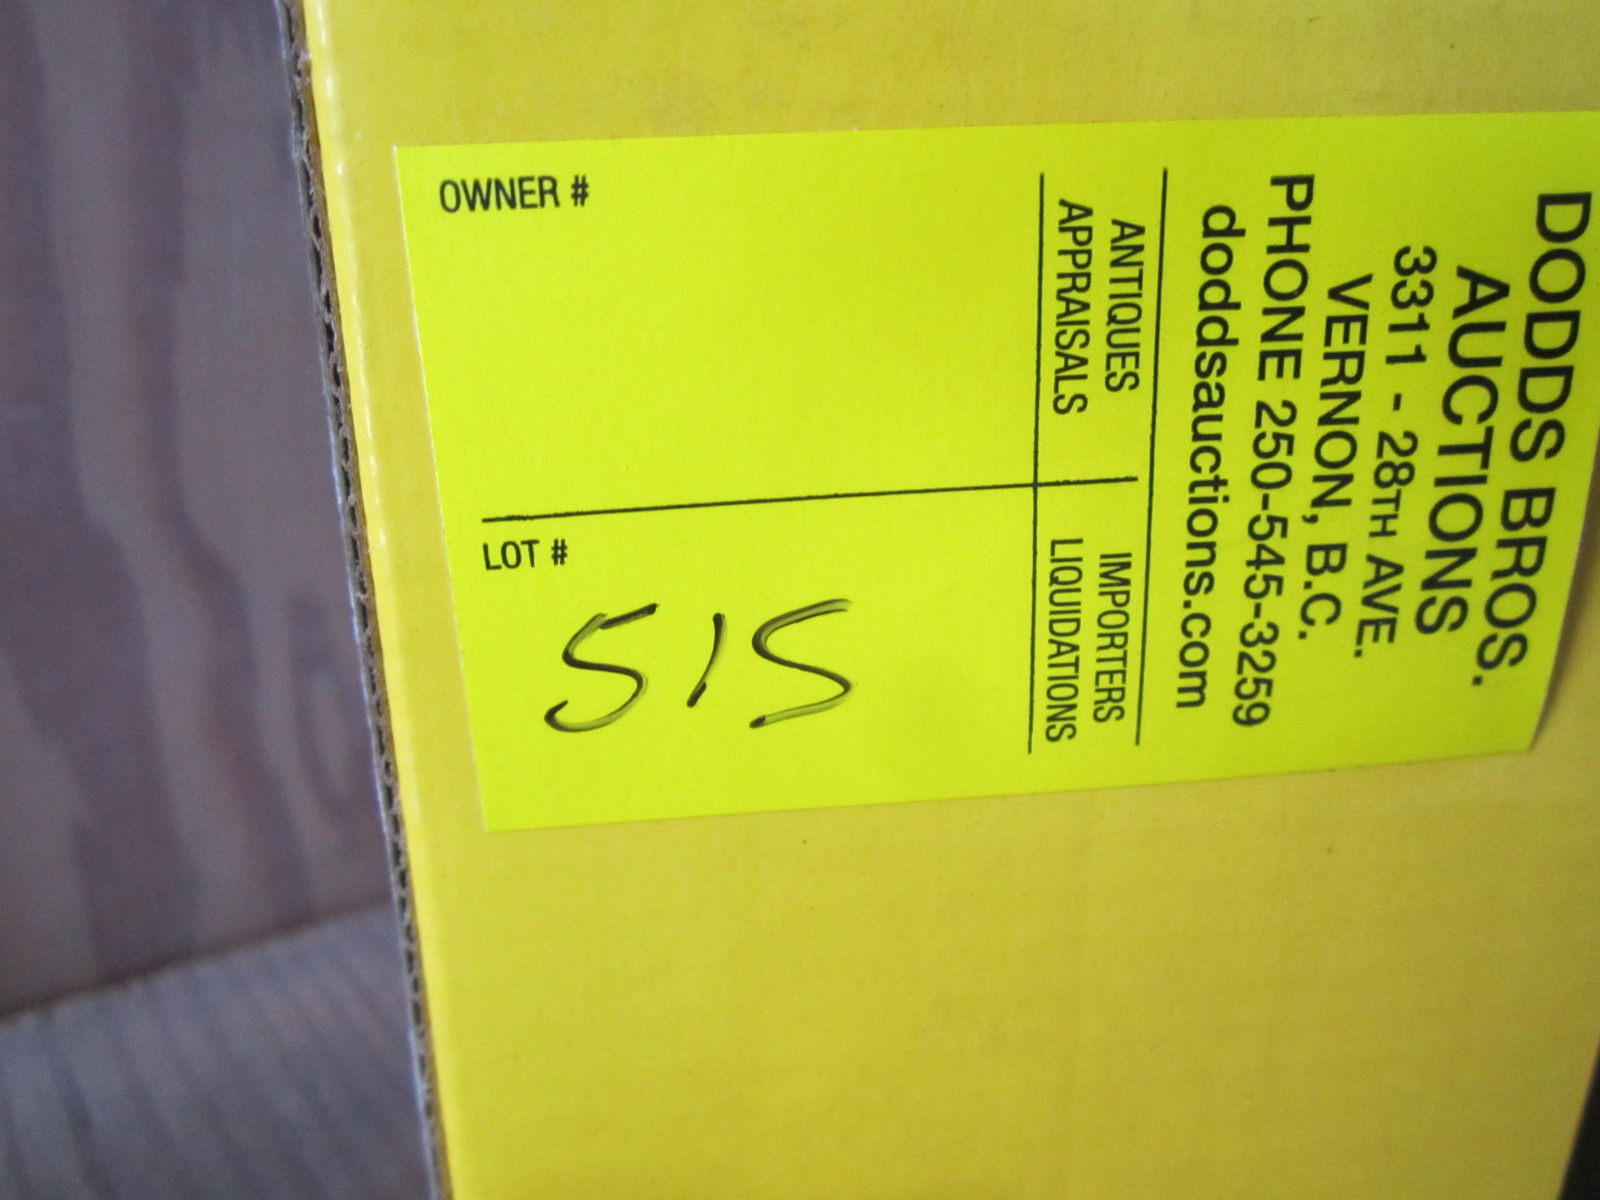 DODDS BROS.
AUCTIONS
3311 - 28TH AVE.
VERNON, B.C.
PHONE 250-545-3259
doddsauctions.com
ANTIQUES
APPRAISALS
IMPORTERS
LIQUIDATIONS
OWNER #
LOT #
515